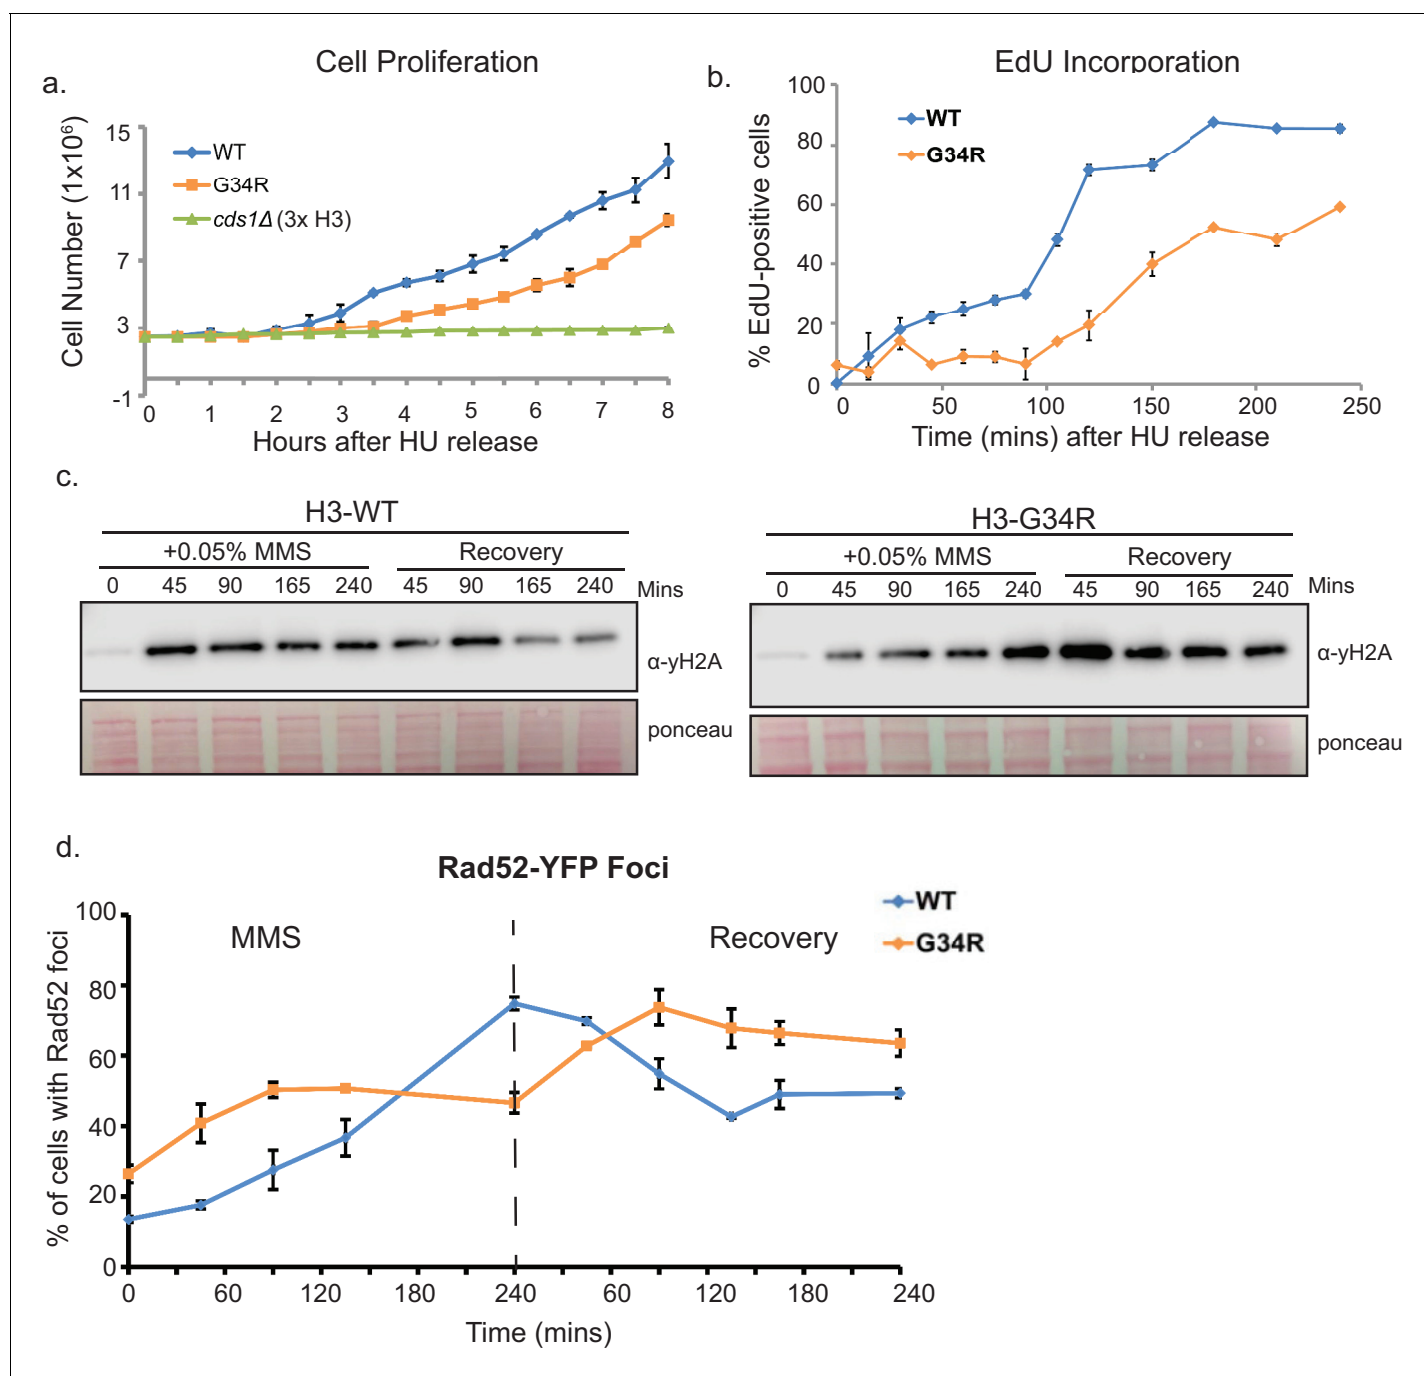 a.
Cell Proliferation
Cell Number (1x10⁶)
15
11
7
3
-1
WT
G34R
cds1Δ (3x H3)
0 1 2 3 4 5 6 7 8
Hours after HU release
b.
EdU Incorporation
% EdU-positive cells
100
80
60
40
20
0
WT
G34R
0 50 100 150 200 250
Time (mins) after HU release
c.
H3-WT
+0.05% MMS Recovery
0 45 90 165 240 45 90 165 240 Mins
α-yH2A
ponceau
H3-G34R
+0.05% MMS Recovery
0 45 90 165 240 45 90 165 240 Mins
α-yH2A
ponceau
d.
Rad52-YFP Foci
WT
G34R
MMS Recovery
% of cells with Rad52 foci
100
80
60
40
20
0
0 60 120 180 240 60 120 180 240
Time (mins)